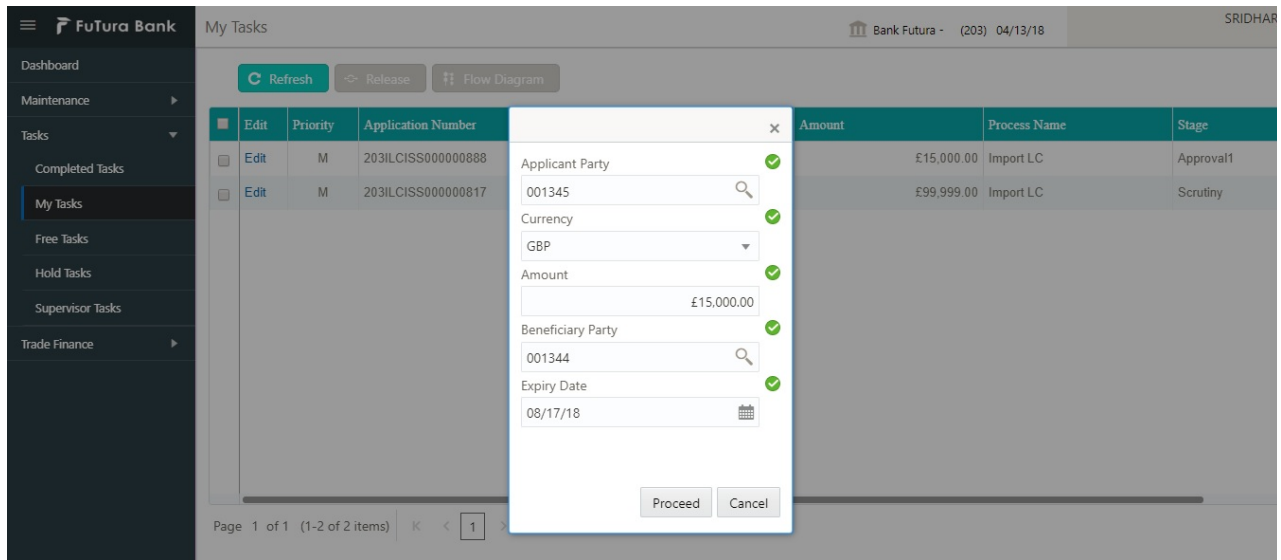 FuTura Bank
My Tasks
Bank Futura - (203) 04/13/18
SRIDHAR
Dashboard
Maintenance
Tasks
Completed Tasks
My Tasks
Free Tasks
Hold Tasks
Supervisor Tasks
Trade Finance
Refresh Release Flow Diagram
Edit Priority Application Number Amount Process Name Stage
Edit M 203ILCISS000000888 £15,000.00 Import LC Approval1
Edit M 203ILCISS000000817 £99,999.00 Import LC Scrutiny
Applicant Party
001345
Currency
GBP
Amount
£15,000.00
Beneficiary Party
001344
Expiry Date
08/17/18
Proceed Cancel
Page 1 of 1 (1-2 of 2 items) K < 1 >